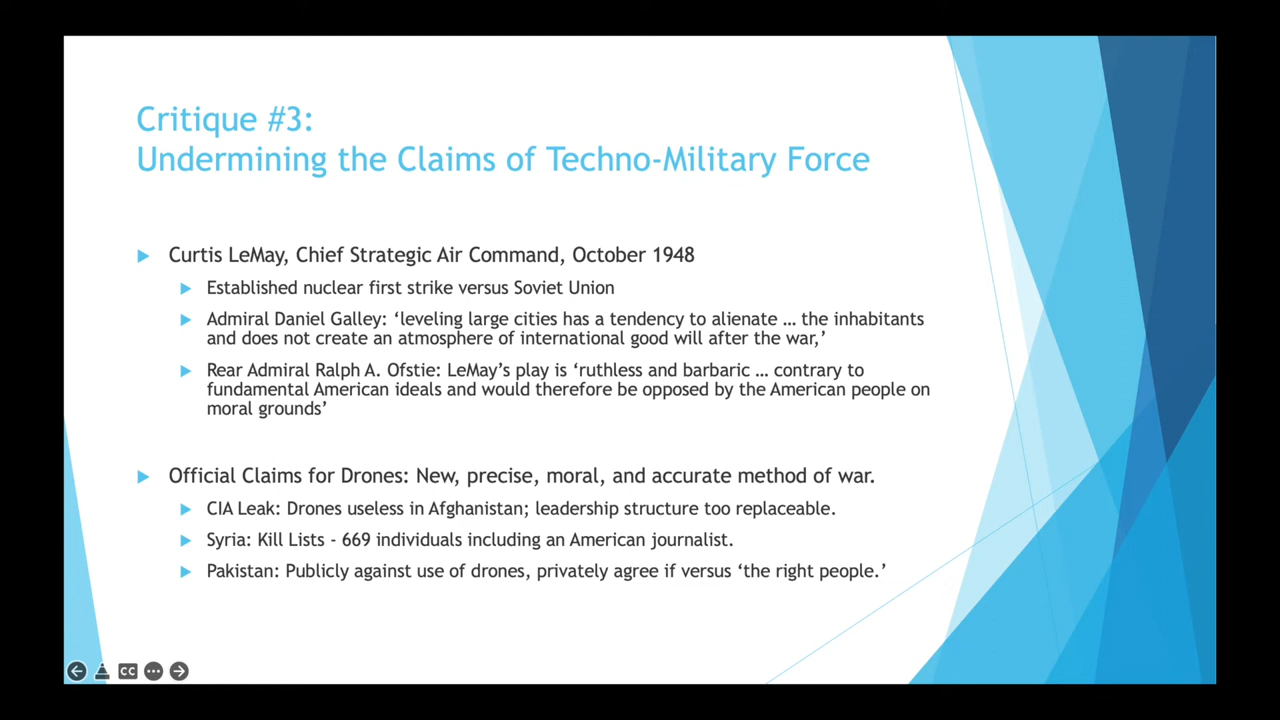 Critique #3:
Undermining the Claims of Techno-Military Force
Curtis LeMay, Chief Strategic Air Command, October 1948
Established nuclear first strike versus Soviet Union
Admiral Daniel Galley: ‘leveling large cities has a tendency to alienate … the inhabitants
and does not create an atmosphere of international good will after the war,’
Rear Admiral Ralph A. Ofstie: LeMay’s play is ‘ruthless and barbaric … contrary to
fundamental American ideals and would therefore be opposed by the American people on
moral grounds’
Official Claims for Drones: New, precise, moral, and accurate method of war.
CIA Leak: Drones useless in Afghanistan; leadership structure too replaceable.
Syria: Kill Lists - 669 individuals including an American journalist.
Pakistan: Publicly against use of drones, privately agree if versus ‘the right people.’
CC